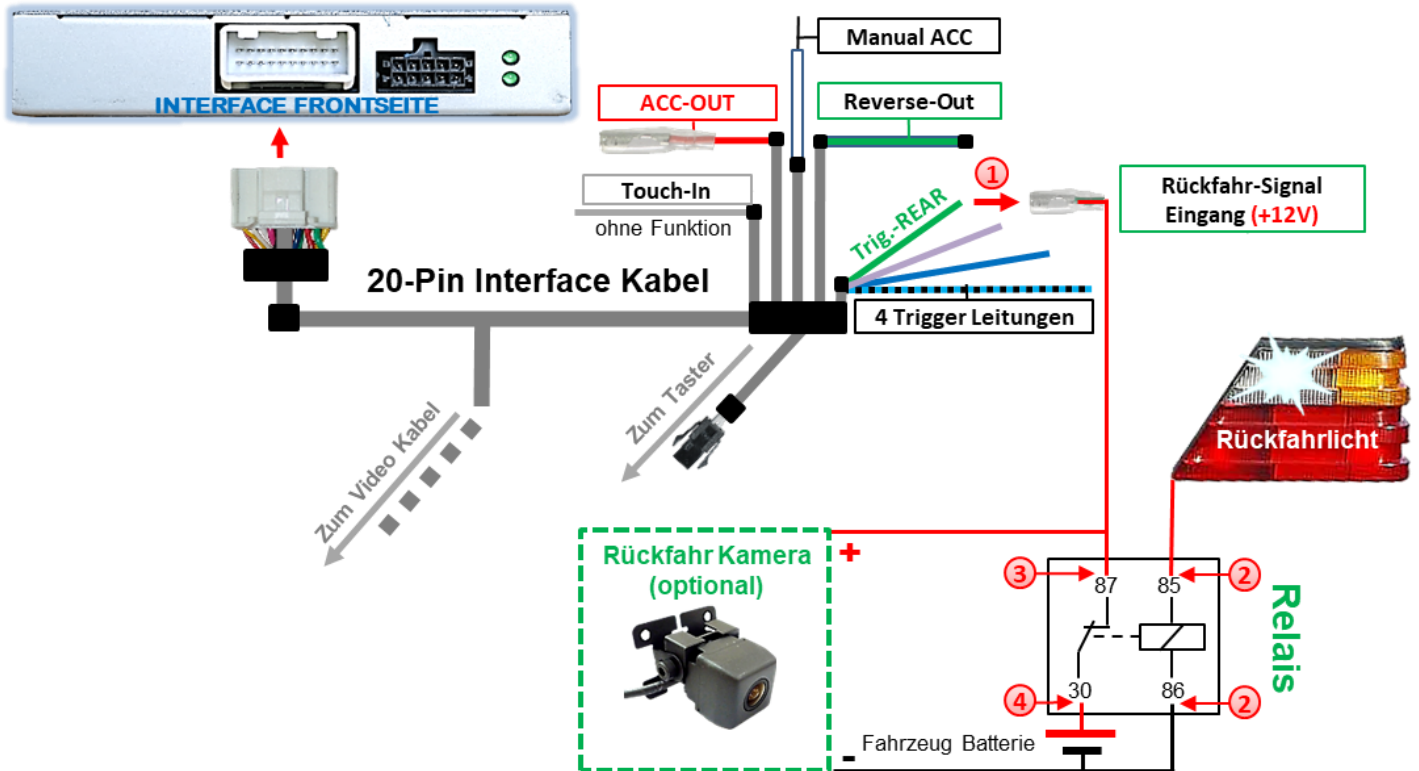 INTERFACE FRONTSEITE
Manual ACC
ACC-OUT
Reverse-Out
Touch-In
ohne Funktion
Trig.-REAR
1
Rückfahr-Signal
Eingang (+12V)
20-Pin Interface Kabel
4 Trigger Leitungen
Zum Video Kabel
Zum Taster
Rückfahrlicht
Rückfahr Kamera
(optional)
+
-
3
87
85
2
Relais
4
30
86
2
Fahrzeug Batterie